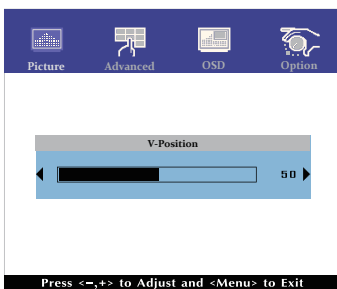 Picture Advanced OSD Option
V-Position
50
Press <-,+> to Adjust and <Menu> to Exit